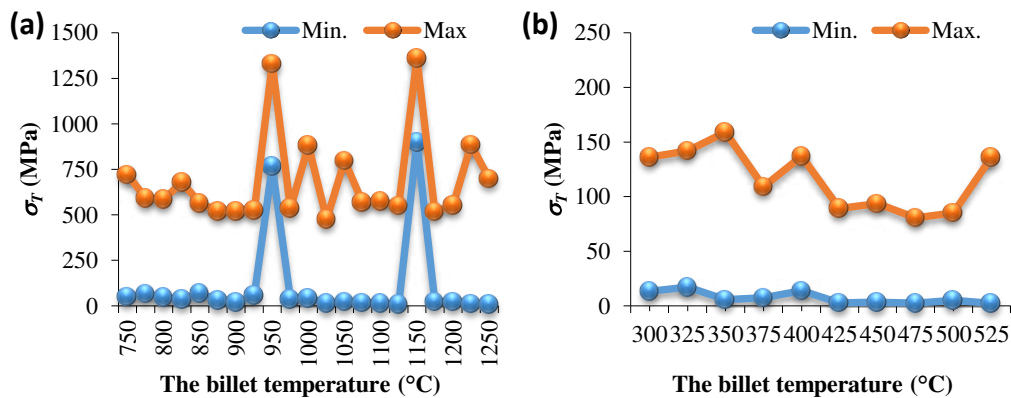 (a)
Min. Max
σT (MPa)
1500
1250
1000
750
500
250
0
750 800 850 900 950 1000 1050 1100 1150 1200 1250
The billet temperature (°C)
(b)
Min. Max.
σT (MPa)
250
200
150
100
50
0
300 325 350 375 400 425 450 475 500 525
The billet temperature (°C)